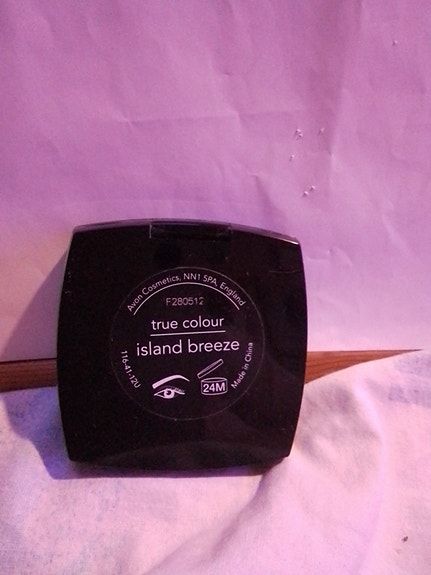 Avon Cosmetics, NN1 5PA, England
F280512
true colour
island breeze
116-41-12U
24M
Made in China